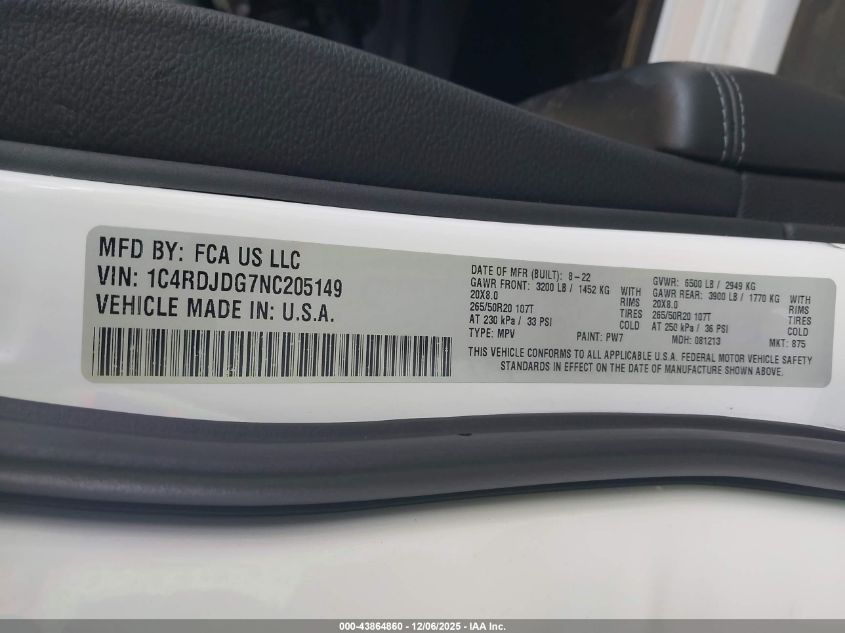 MFD BY: FCA US LLC
VIN: 1C4RDJDG7NC205149
VEHICLE MADE IN: U.S.A.
DATE OF MFR (BUILT): 8-22
GAWR FRONT: 3200 LB / 1452 KG WITH
20X8.0 RIMS
265/50R20 107T TIRES
AT 230 kPa / 33 PSI COLD
TYPE: MPV PAINT: PW7
GVWR: 6500 LB / 2949 KG
GAWR REAR: 3900 LB / 1770 KG WITH
20X8.0 RIMS
265/50R20 107T TIRES
AT 250 kPa / 36 PSI COLD
MDH: 081213 MKT: 875
THIS VEHICLE CONFORMS TO ALL APPLICABLE U.S.A. FEDERAL MOTOR VEHICLE SAFETY
STANDARDS IN EFFECT ON THE DATE OF MANUFACTURE SHOWN ABOVE.
000-43864860 - 12/06/2025 - IAA Inc.